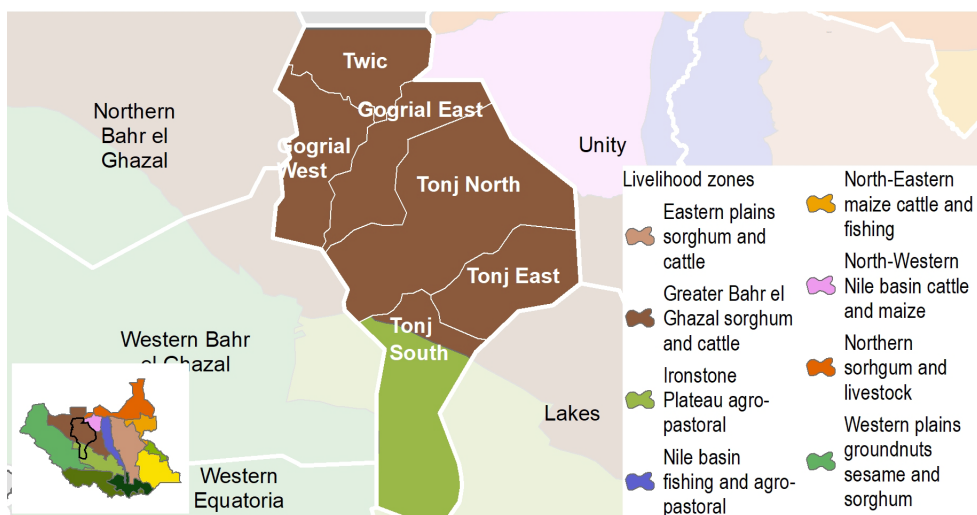 Twic
Gogrial East
Northern
Bahr el
Ghazal
Gogrial
West
Unity
Tonj North
Tonj East
Tonj
South
Western Bahr
el Ghazal
Lakes
Western
Equatoria
Livelihood zones
Eastern plains
sorghum and
cattle
Greater Bahr el
Ghazal sorghum
and cattle
Ironstone
Plateau agro-
pastoral
Nile basin
fishing and agro-
pastoral
North-Eastern
maize cattle and
fishing
North-Western
Nile basin cattle
and maize
Northern
sorhgum and
livestock
Western plains
groundnuts
sesame and
sorghum